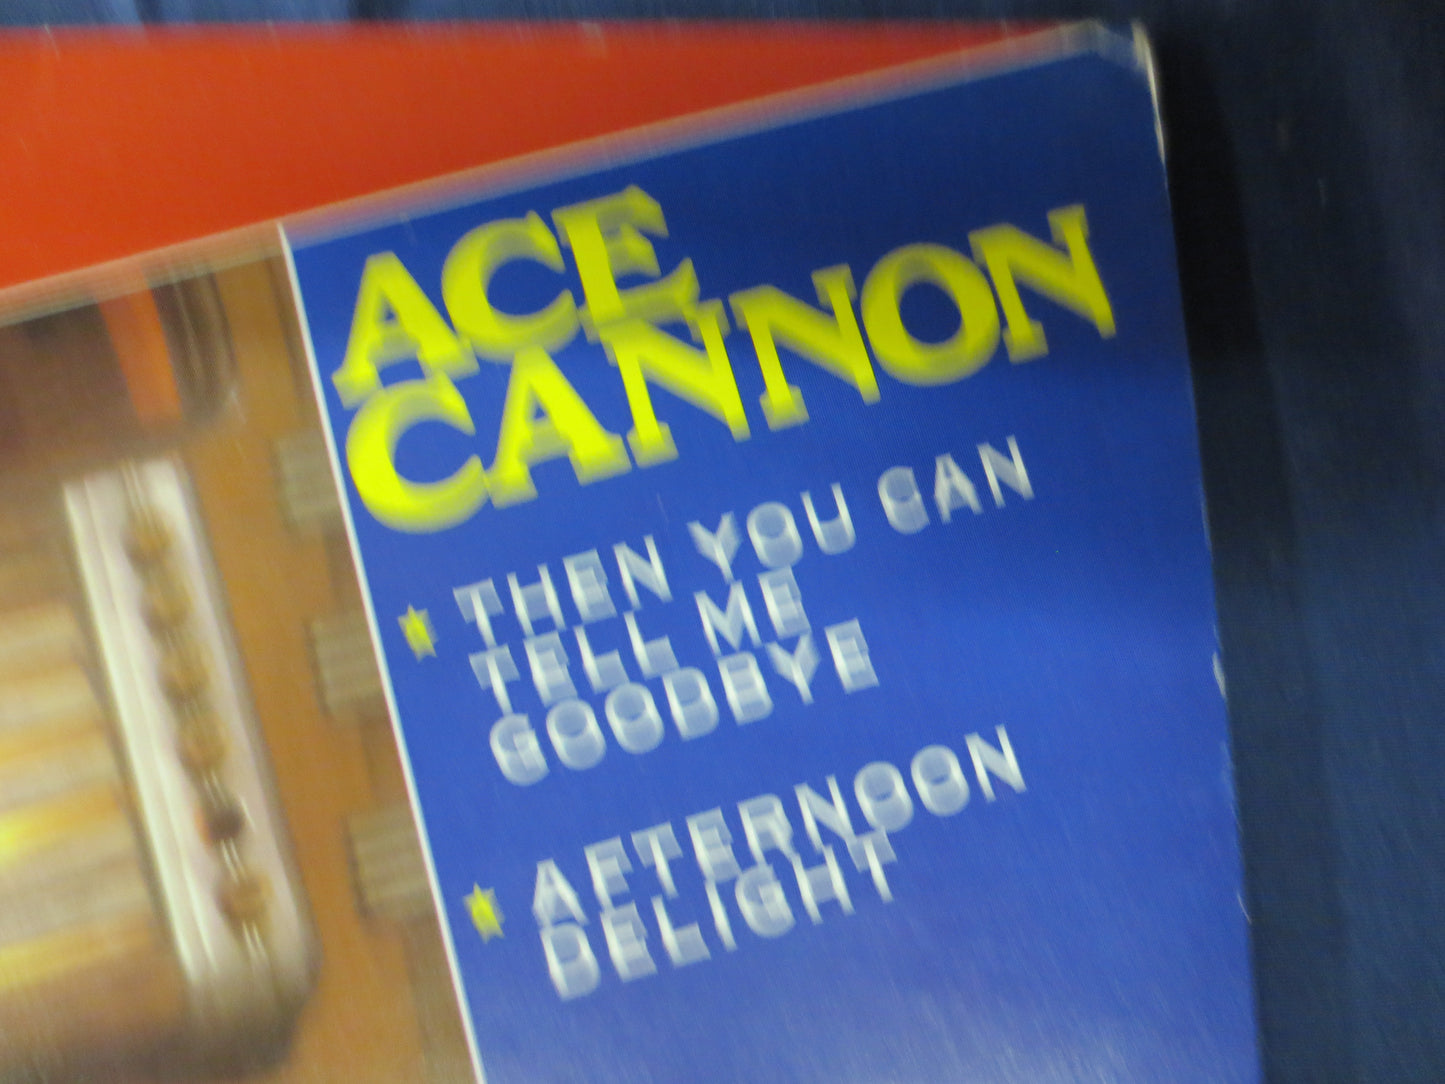 ACE
CANNON
THEN YOU CAN
TELL ME
GOODBYE
AFTERNOON
DELIGHT